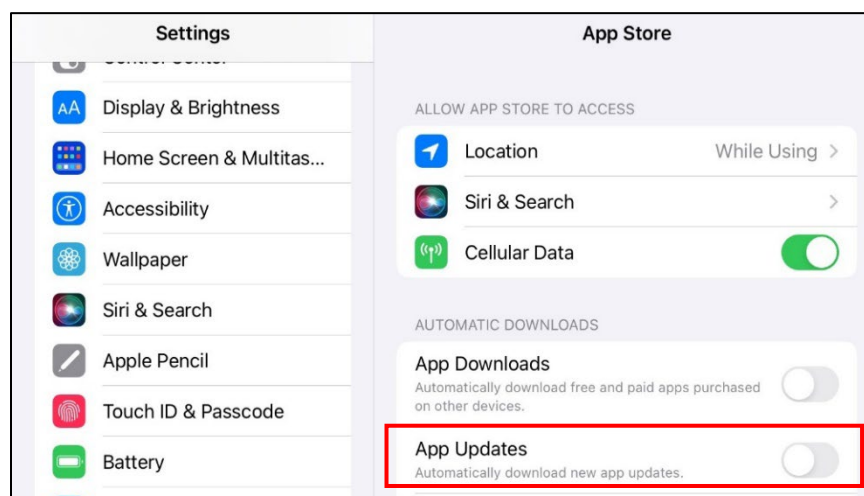 Settings
Display & Brightness
Home Screen & Multitas...
Accessibility
Wallpaper
Siri & Search
Apple Pencil
Touch ID & Passcode
Battery
App Store
ALLOW APP STORE TO ACCESS
Location While Using
Siri & Search
Cellular Data
AUTOMATIC DOWNLOADS
App Downloads
Automatically download free and paid apps purchased
on other devices.
App Updates
Automatically download new app updates.